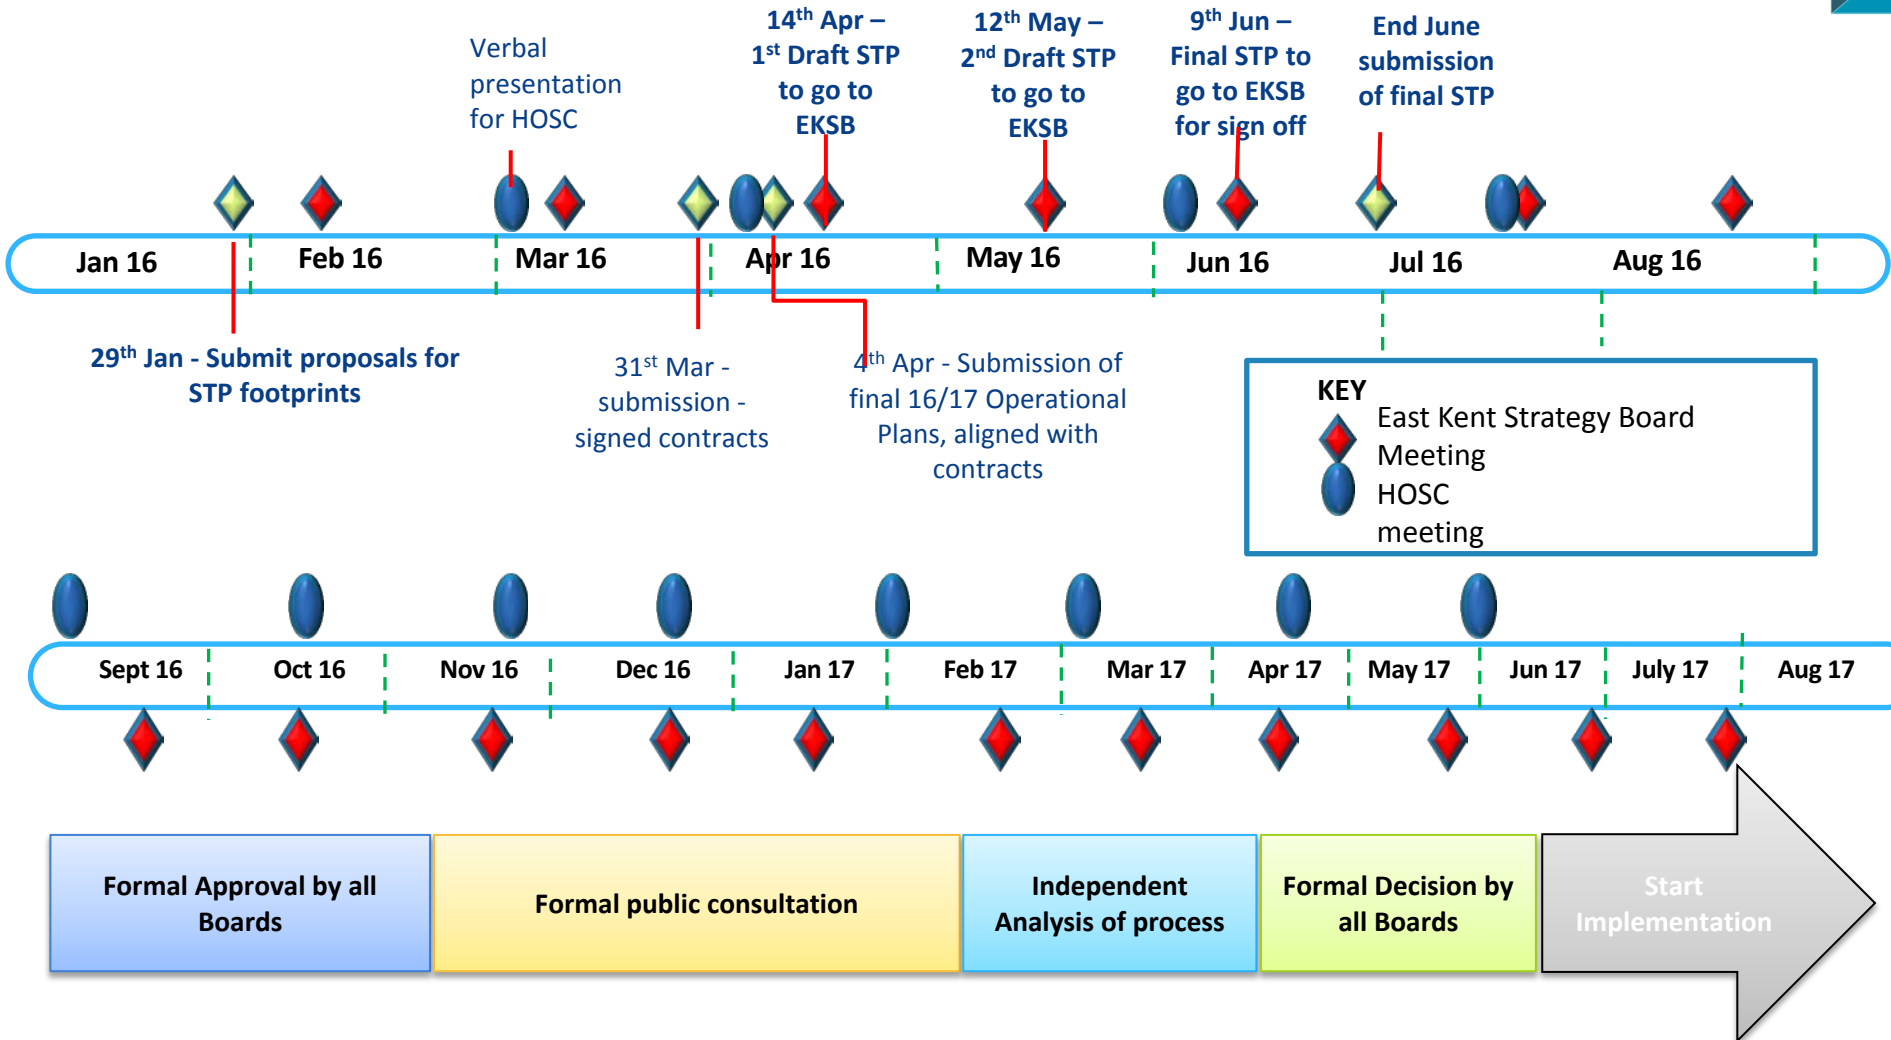 Verbal
presentation
for HOSC
14th Apr –
1st Draft STP
to go to
EKSB
12th May –
2nd Draft STP
to go to
EKSB
9th Jun –
Final STP to
go to EKSB
for sign off
End June
submission
of final STP
Jan 16
Feb 16
Mar 16
Apr 16
May 16
Jun 16
Jul 16
Aug 16
29th Jan - Submit proposals for
STP footprints
31st Mar -
submission -
signed contracts
4th Apr - Submission of
final 16/17 Operational
Plans, aligned with
contracts
KEY
East Kent Strategy Board
Meeting
HOSC
meeting
Sept 16
Oct 16
Nov 16
Dec 16
Jan 17
Feb 17
Mar 17
Apr 17
May 17
Jun 17
July 17
Aug 17
Formal Approval by all
Boards
Formal public consultation
Independent
Analysis of process
Formal Decision by
all Boards
Start
Implementation